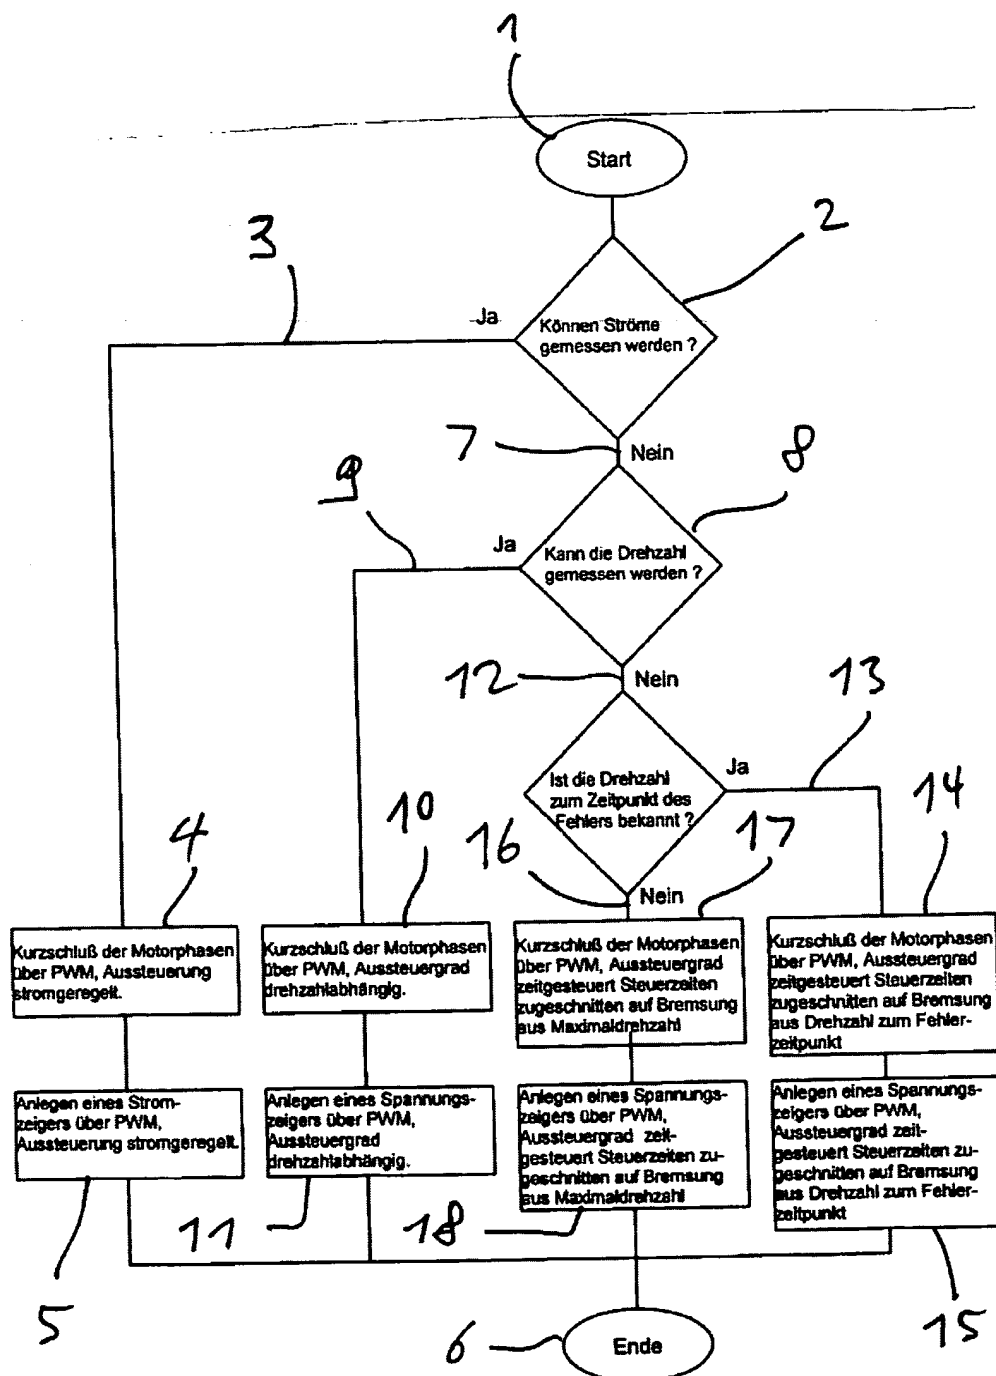 1
Start
2
3
Ja
Können Ströme
gemessen werden ?
7
Nein
8
9
Ja
Kann die Drehzahl
gemessen werden ?
12
Nein
13
Ist die Drehzahl
zum Zeitpunkt des
Fehlers bekannt ?
Ja
4
10
16
Nein
17
14
Kurzschluß der Motorphasen
über PWM, Aussteuerung
stromgeregelt.
Kurzschluß der Motorphasen
über PWM, Aussteuergrad
drehzahlabhängig.
Kurzschluß der Motorphasen
über PWM, Aussteuergrad
zeitgesteuert Steuerzeiten
zugeschnitten auf Bremsung
aus Maximaldrehzahl
Kurzschluß der Motorphasen
über PWM, Aussteuergrad
zeitgesteuert Steuerzeiten
zugeschnitten auf Bremsung
aus Drehzahl zum Fehler-
zeitpunkt
Anlegen eines Strom-
zeigers über PWM,
Aussteuerung stromgeregelt.
Anlegen eines Spannungs-
zeigers über PWM,
Aussteuergrad
drehzahlabhängig.
Anlegen eines Spannungs-
zeigers über PWM,
Aussteuergrad zeit-
gesteuert Steuerzeiten zu-
geschnitten auf Bremsung
aus Maximaldrehzahl
Anlegen eines Spannungs-
zeigers über PWM,
Aussteuergrad zeit-
gesteuert Steuerzeiten zu-
geschnitten auf Bremsung
aus Drehzahl zum Fehler-
zeitpunkt
5
11
18
15
6
Ende